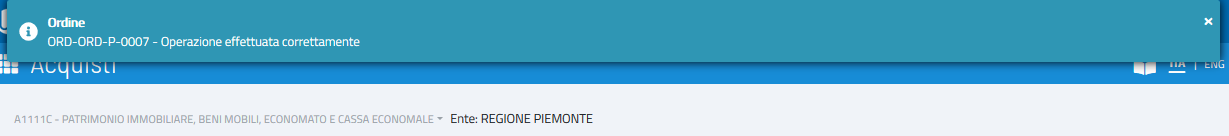 Ordine
ORD-ORD-P-0007 - Operazione effettuata correttamente
×
Acquisti
ITA | ENG
A1111C - PATRIMONIO IMMOBILIARE, BENI MOBILI, ECONOMATO E CASSA ECONOMALE Ente: REGIONE PIEMONTE